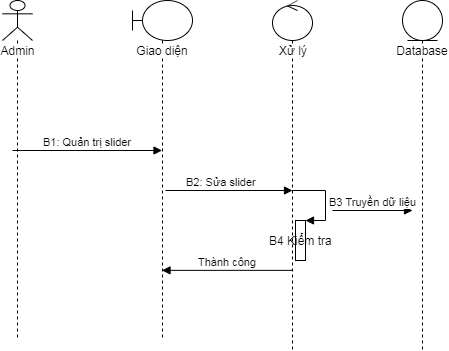 Admin
Giao diện
Xử lý
Database
B1: Quản trị slider
B2: Sửa slider
B3 Truyền dữ liệu
B4 Kiểm tra
Thành công